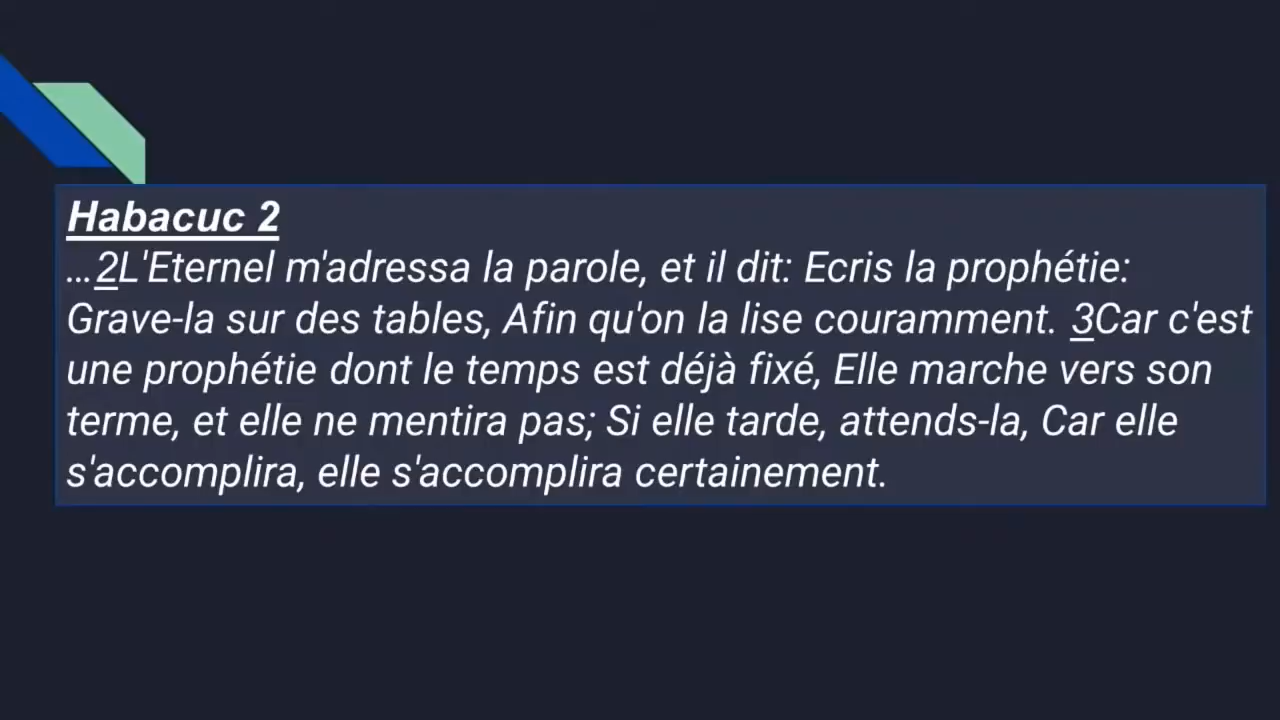 Habacuc 2
…2L'Eternel m'adressa la parole, et il dit: Ecris la prophétie:
Grave-la sur des tables, Afin qu'on la lise couramment. 3Car c'est
une prophétie dont le temps est déjà fixé, Elle marche vers son
terme, et elle ne mentira pas; Si elle tarde, attends-la, Car elle
s'accomplira, elle s'accomplira certainement.